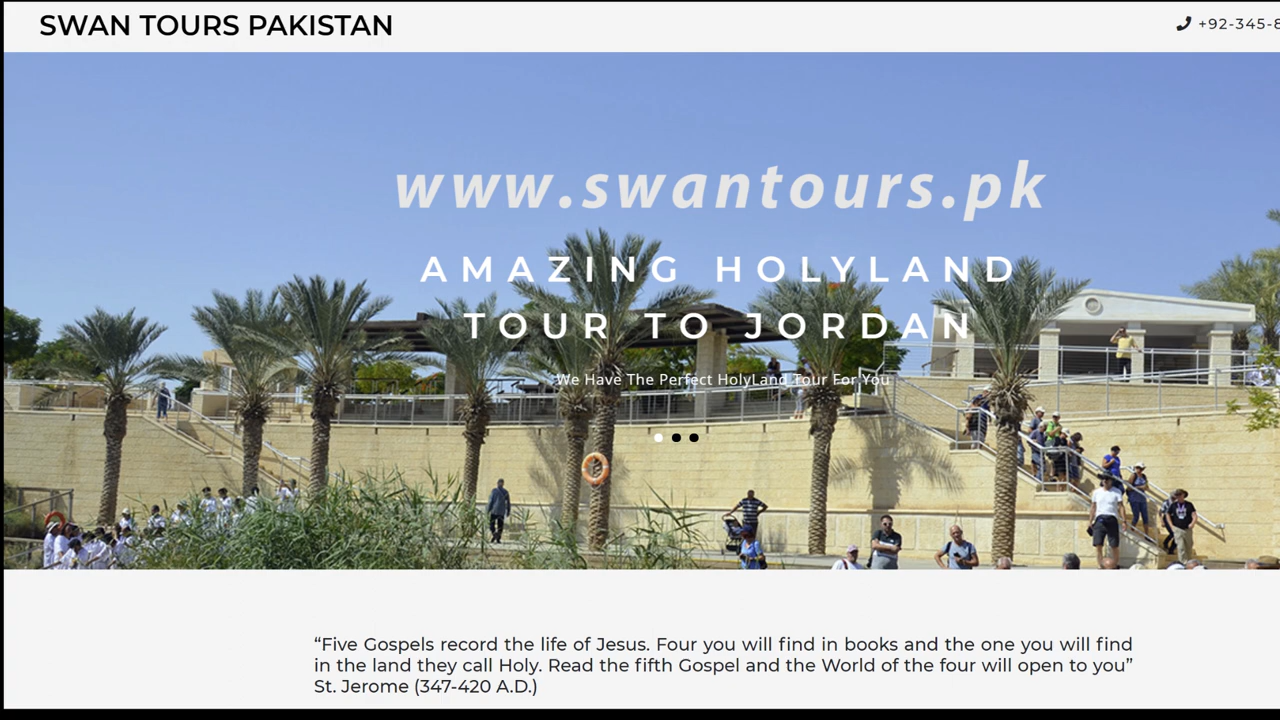 SWAN TOURS PAKISTAN
+92-345-8
www.swantours.pk
AMAZING HOLYLAND
TOUR TO JORDAN
We Have The Perfect HolyLand Tour For You
“Five Gospels record the life of Jesus. Four you will find in books and the one you will find
in the land they call Holy. Read the fifth Gospel and the World of the four will open to you”
St. Jerome (347-420 A.D.)